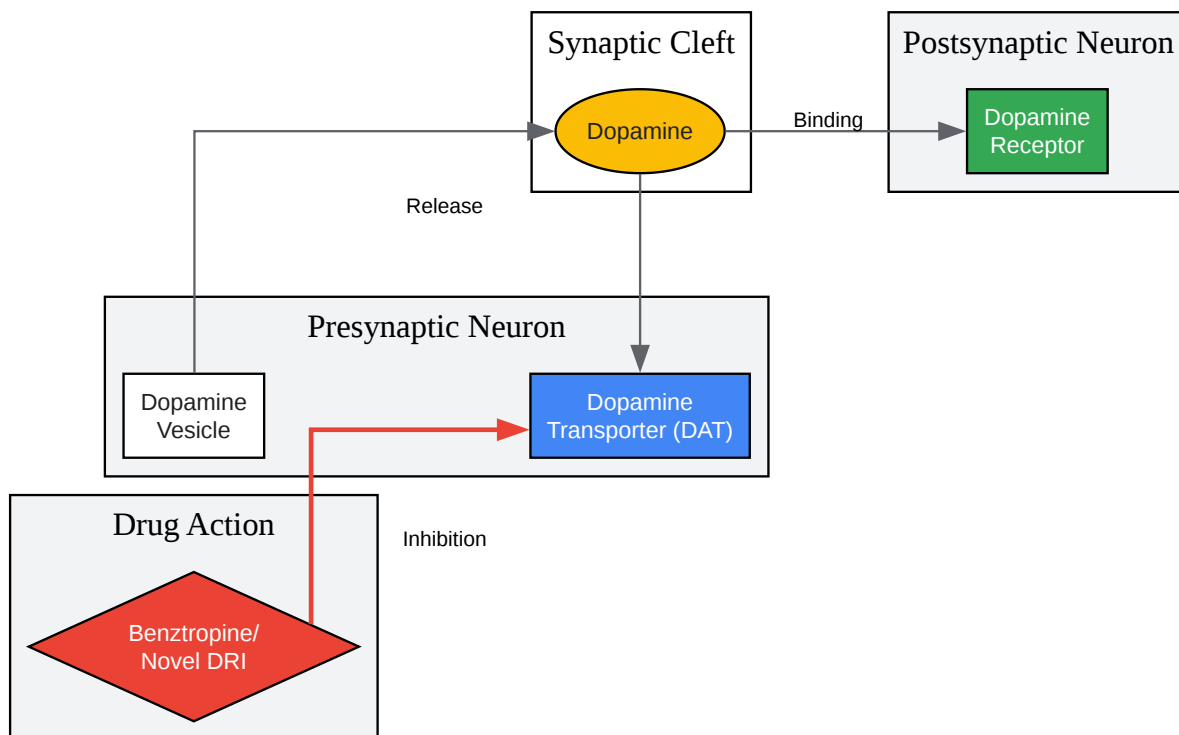 Synaptic Cleft
Postsynaptic Neuron
Dopamine
Binding
Dopamine
Receptor
Release
Presynaptic Neuron
Dopamine
Vesicle
Dopamine
Transporter (DAT)
Drug Action
Inhibition
Benztropine/
Novel DRI